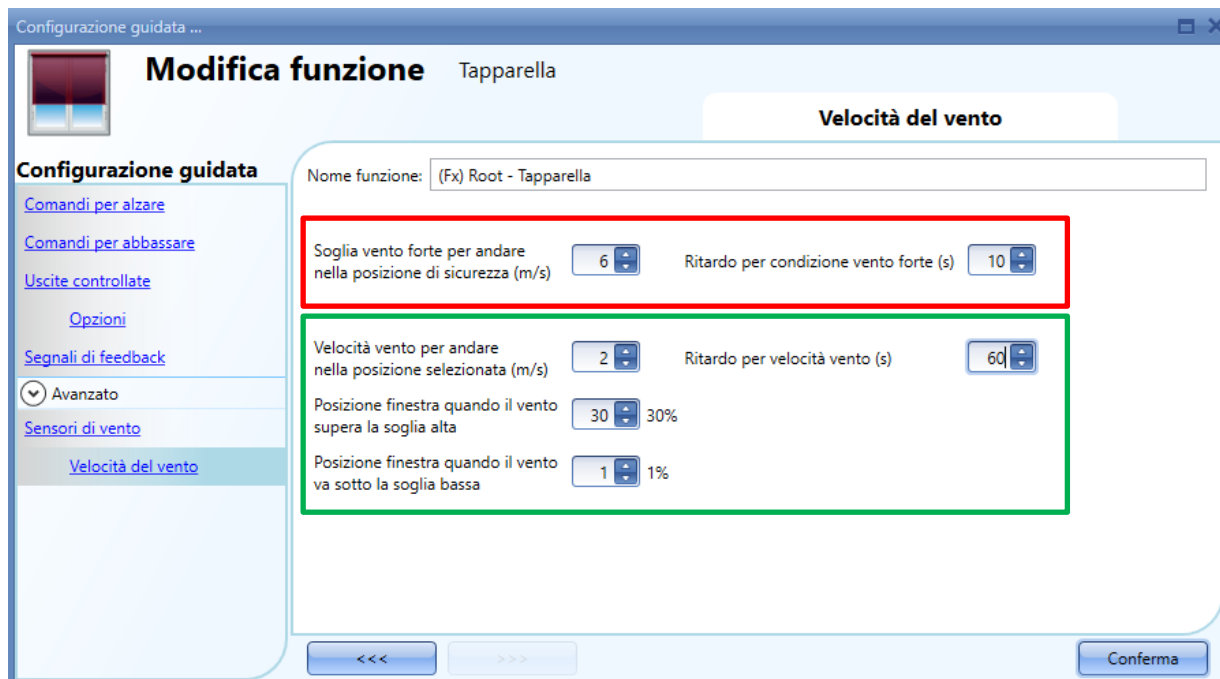 Configurazione guidata ...
Modifica funzione Tapparella
Velocità del vento
Configurazione guidata
Comandi per alzare
Comandi per abbassare
Uscite controllate
Opzioni
Segnali di feedback
Avanzato
Sensori di vento
Velocità del vento
Nome funzione: (Fx) Root - Tapparella
Soglia vento forte per andare
nella posizione di sicurezza (m/s) 6 Ritardo per condizione vento forte (s) 10
Velocità vento per andare
nella posizione selezionata (m/s) 2 Ritardo per velocità vento (s) 60
Posizione finestra quando il vento
supera la soglia alta 30 30%
Posizione finestra quando il vento
va sotto la soglia bassa 1 1%
<<< >>> Conferma